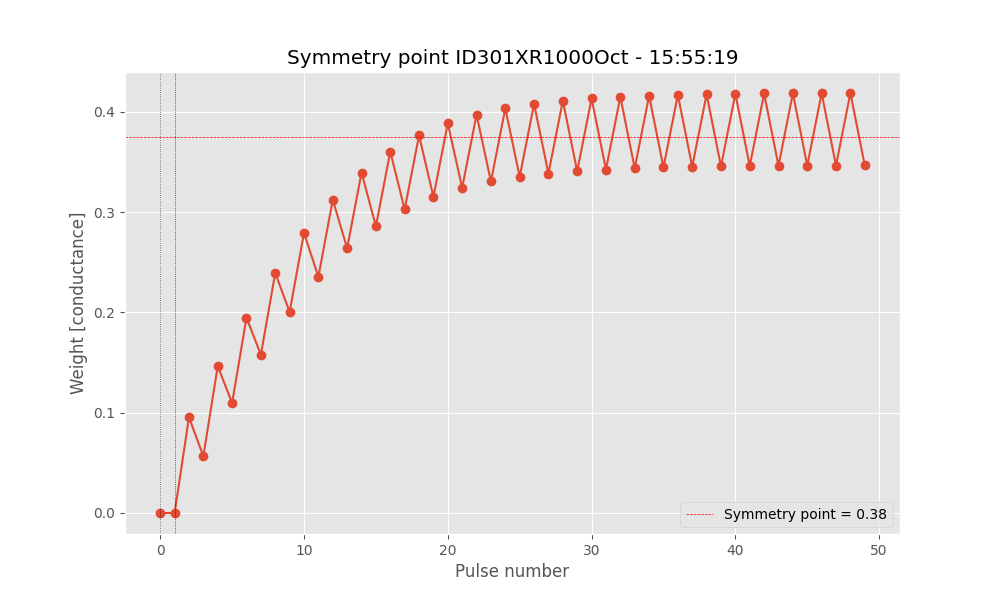 Symmetry point ID301XR1000Oct - 15:55:19
Weight [conductance]
0.4
0.3
0.2
0.1
0.0
Symmetry point = 0.38
0 10 20 30 40 50
Pulse number